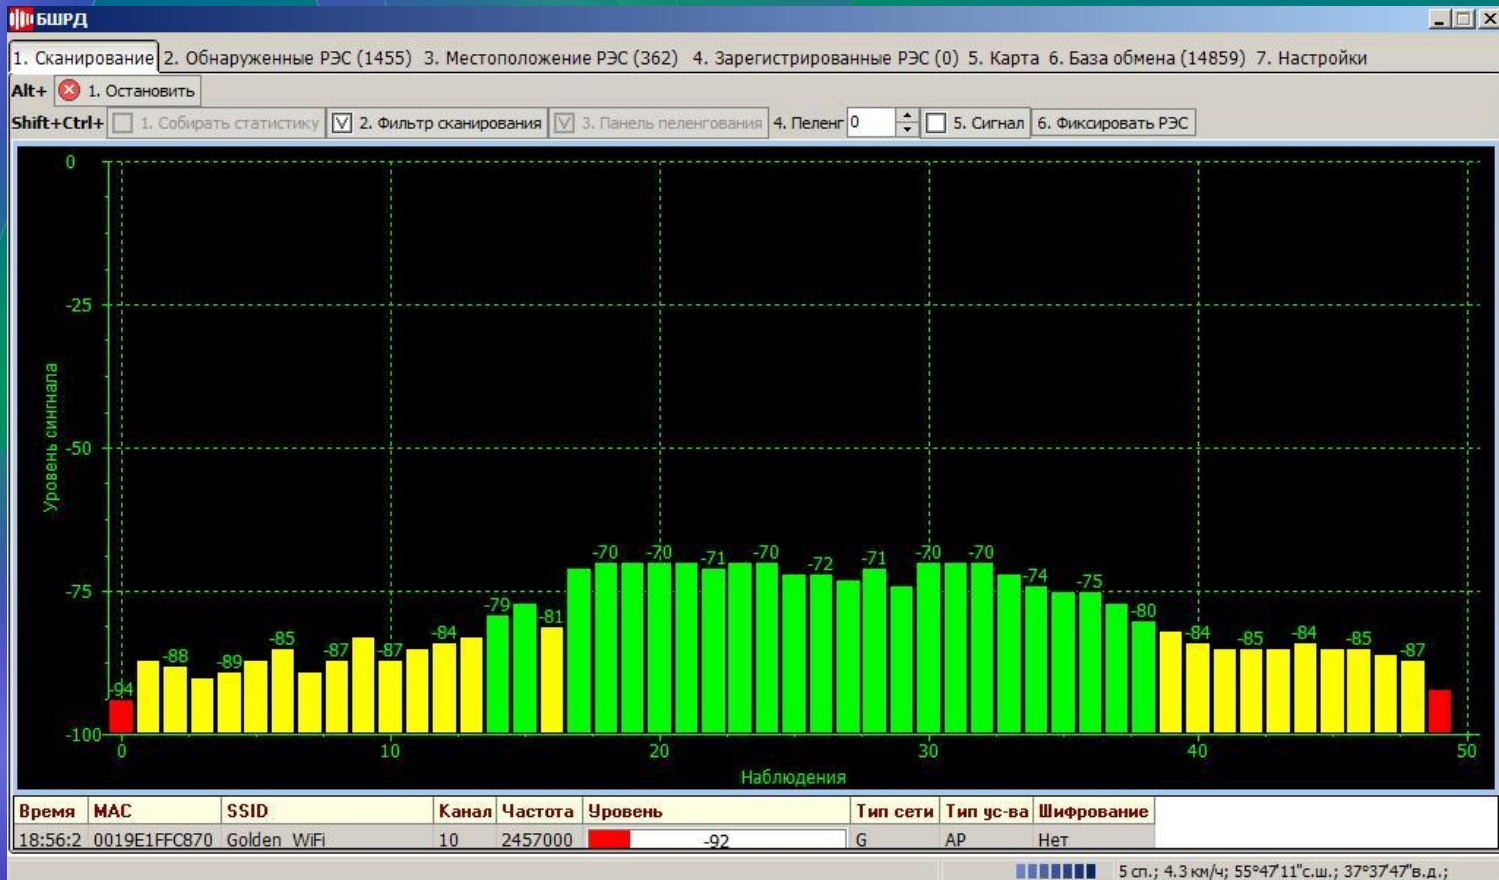 БШРД
1. Сканирование 2. Обнаруженные РЭС (1455) 3. Местоположение РЭС (362) 4. Зарегистрированные РЭС (0) 5. Карта 6. База обмена (14859) 7. Настройки
Alt+ 1. Остановить
Shift+Ctrl+ 1. Собирать статистику 2. Фильтр сканирования 3. Панель пеленгования 4. Пеленг 0 5. Сигнал 6. Фиксировать РЭС
0
-25
-50
-75
-100
Уровень сингнала
-94 -88 -89 -85 -87 -87 -84 -79 -81 -70 -70 -71 -70 -72 -71 -70 -70 -74 -75 -80 -84 -85 -84 -85 -87
0 10 20 30 40 50
Наблюдения
Время MAC SSID Канал Частота Уровень Тип сети Тип ус-ва Шифрование
18:56:2 0019E1FFC870 Golden_WiFi 10 2457000 -92 G AP Нет
5 сп.; 4.3 км/ч; 55°47'11"с.ш.; 37°37'47"в.д.;